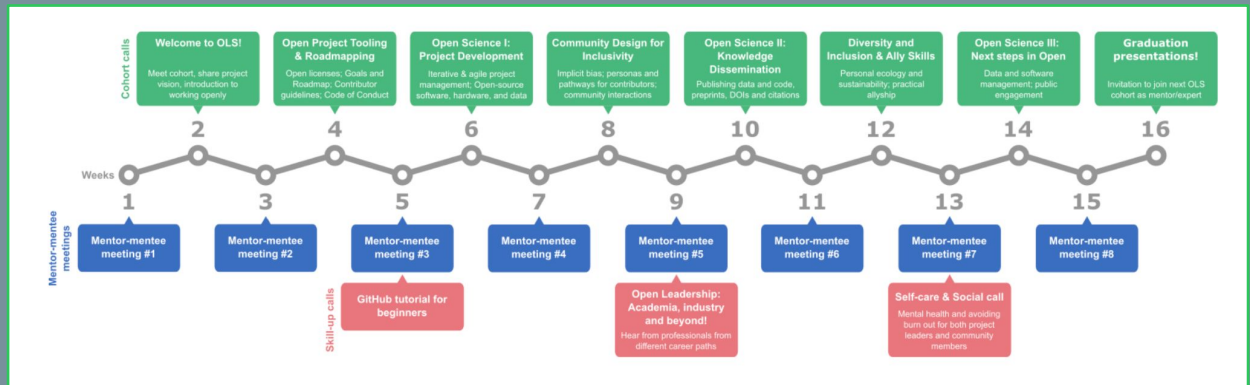 Cohort calls
Welcome to OLS!
Meet cohort, share project
vision, introduction to
working openly
Open Project Tooling
& Roadmapping
Open licenses; Goals and
Roadmap; Contributor
guidelines; Code of Conduct
Open Science I:
Project Development
Iterative & agile project
management; Open-source
software, hardware, and data
Community Design for
Inclusivity
Implicit bias; personas and
pathways for contributors;
community interactions
Open Science II:
Knowledge
Dissemination
Publishing data and code,
preprints, DOIs and citations
Diversity and
Inclusion & Ally Skills
Personal ecology and
sustainability; practical
allyship
Open Science III:
Next steps in Open
Data and software
management; public
engagement
Graduation
presentations!
Invitation to join next OLS
cohort as mentor/expert
2
4
6
8
10
12
14
16
Weeks
1
3
5
7
9
11
13
15
Mentor-mentee
meetings
Mentor-mentee
meeting #1
Mentor-mentee
meeting #2
Mentor-mentee
meeting #3
Mentor-mentee
meeting #4
Mentor-mentee
meeting #5
Mentor-mentee
meeting #6
Mentor-mentee
meeting #7
Mentor-mentee
meeting #8
Skill-up calls
GitHub tutorial for
beginners
Open Leadership:
Academia, industry
and beyond!
Hear from professionals from
different career paths
Self-care & Social call
Mental health and avoiding
burn out for both project
leaders and community
members